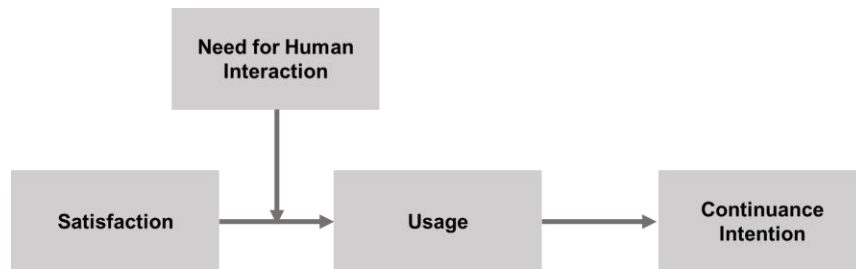 Need for Human
Interaction
Satisfaction
Usage
Continuance
Intention